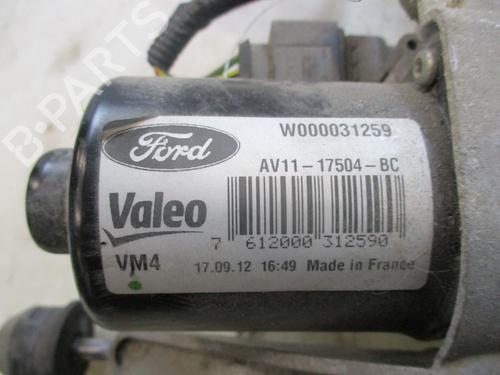 W000031259
Ford
AV11-17504-BC
Valeo
7 612000 312590
VM4
17.09.12 16:49 Made in France
B-PARTS